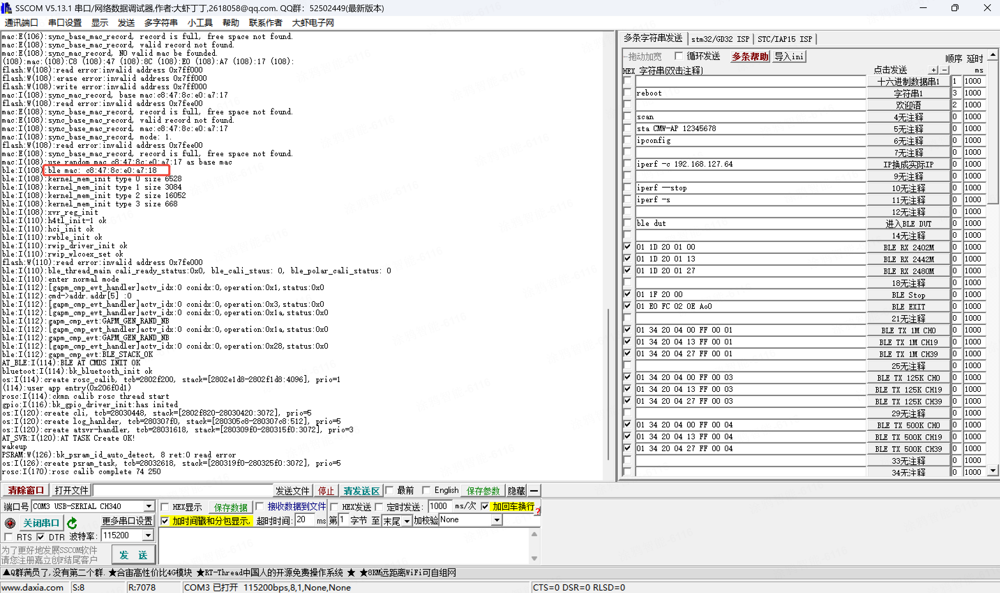 SSCOM V5.13.1 串口/网络数据调试器,作者:大虾丁丁,2618058@qq.com. QQ群：52502449(最新版本)
通讯端口 串口设置 显示 发送 多字符串 小工具 帮助 联系作者 大虾电子网
mac:E(106):sync_base_mac_record, record is full, free space not found.
mac:E(108):sync_base_mac_record, valid record not found.
mac:E(108):sync_mac_record, NO valid mac be founded.
(108):mac:(108):C8 (108):47 (108):8C (108):E0 (108):A7 (108):17 (108):
flash:W(108):read error:invalid address 0x7ff000
flash:W(108):erase error:invalid address 0x7ff000
flash:W(108):write error:invalid address 0x7ff000
mac:I(108):sync_mac_record, base mac:c8:47:8c:e0:a7:17
flash:W(108):read error:invalid address 0x7fee00
mac:E(108):sync_base_mac_record, record is full, free space not found.
mac:E(108):sync_base_mac_record, valid record not found.
mac:I(108):sync_base_mac_record, mac:c8:47:8c:e0:a7:17
mac:I(108):sync_base_mac_record, mode: 1.
flash:W(108):read error:invalid address 0x7fee00
mac:E(108):sync_base_mac_record, record is full, free space not found.
mac:I(108):use random mac c8:47:8c:e0:a7:17 as base mac
ble:I(108):ble mac: c8:47:8c:e0:a7:18
ble:I(108):kernel_mem_init type 0 size 6528
ble:I(108):kernel_mem_init type 1 size 3084
ble:I(108):kernel_mem_init type 2 size 16052
ble:I(108):kernel_mem_init type 3 size 668
ble:I(108):xvr_reg_init
ble:I(110):h4tl_init-1 ok
ble:I(110):hci_init ok
ble:I(110):rwble_init ok
ble:I(110):rwip_driver_init ok
ble:I(110):rwip_wlcoex_set ok
flash:W(110):read error:invalid address 0x7fe000
ble:I(110):ble_thread_main cali_ready_status:0x0, ble_cali_staus: 0, ble_polar_cali_status: 0
ble:I(110):enter normal mode
ble:I(112):[gapm_cmp_evt_handler]actv_idx:0 conidx:0,operation:0x1,status:0x0
ble:I(112):cmd->addr.addr[5] :0
ble:I(112):[gapm_cmp_evt_handler]actv_idx:0 conidx:0,operation:0x3,status:0x0
ble:I(112):[gapm_cmp_evt_handler]actv_idx:0 conidx:0,operation:0x1a,status:0x0
ble:I(112):gapm_cmp_evt:GAPM_GEN_RAND_NB
ble:I(112):[gapm_cmp_evt_handler]actv_idx:0 conidx:0,operation:0x1a,status:0x0
ble:I(112):gapm_cmp_evt:GAPM_GEN_RAND_NB
ble:I(112):[gapm_cmp_evt_handler]actv_idx:0 conidx:0,operation:0x28,status:0x0
ble:I(112):gapm_cmp_evt:BLE_STACK_OK
AT_BLE:I(114):BLE AT CMDS INIT OK
bluetoot:I(114):bk_bluetooth_init ok
os:I(114):create rosc_calib, tcb=2802f200, stack=[2802e1d8-2802f1d8:4096], prio=1
(114):user app entry(0x206f0d1)
rosc:I(114):ckmn calib rosc thread start
gpio:I(116):bk_gpio_driver_init:has inited
os:I(120):create cli, tcb=28030448, stack=[2802f820-28030420:3072], prio=5
os:I(120):create log_hanlder, tcb=280307f0, stack=[280305c8-280307c8:512], prio=5
os:I(120):create atsvr-handler, tcb=28031618, stack=[280309f0-280315f0:3072], prio=3
AT_SVR:I(120):AT TASK Create OK!
wakeup
PSRAM:W(126):bk_psram_id_auto_detect, 8 ret:0 read error
os:I(126):create psram_task, tcb=28032618, stack=[280319f0-280325f0:3072], prio=5
rosc:I(170):rosc calib complete 74 250
多条字符串发送 stm32/GD32 ISP STC/IAP15 ISP
←拖动加宽 循环发送 多条帮助 导入ini 顺序 延时
HEX 字符串(双击注释) 点击发送 + - ms
十六进制数据串1 1 1000
reboot 字符串1 3 1000
欢迎语 2 1000
scan 4无注释 0 1000
sta CMW-AP 12345678 5无注释 0 1000
ipconfig 6无注释 0 1000
7无注释 0 1000
iperf -c 192.168.127.64 IP换成实际IP 0 1000
9无注释 0 1000
iperf --stop 10无注释 0 1000
iperf -s 11无注释 0 1000
12无注释 0 1000
ble dut 进入BLE DUT 0 1000
14无注释 0 1000
01 1D 20 01 00 BLE RX 2402M 0 1000
01 1D 20 01 13 BLE RX 2442M 0 1000
01 1D 20 01 27 BLE RX 2480M 0 1000
18无注释 0 1000
01 1F 20 00 BLE Stop 0 1000
01 E0 FC 02 0E Ao0 BLE EXIT 0 1000
21无注释 0 1000
01 34 20 04 00 FF 00 01 BLE TX 1M CH0 0 1000
01 34 20 04 13 FF 00 01 BLE TX 1M CH19 0 1000
01 34 20 04 27 FF 00 01 BLE TX 1M CH39 0 1000
25无注释 0 1000
01 34 20 04 00 FF 00 03 BLE TX 125K CH0 0 1000
01 34 20 04 13 FF 00 03 BLE TX 125K CH19 0 1000
01 34 20 04 27 FF 00 03 BLE TX 125K CH39 0 1000
29无注释 0 1000
01 34 20 04 00 FF 00 04 BLE TX 500K CH0 0 1000
01 34 20 04 13 FF 00 04 BLE TX 500K CH19 0 1000
01 34 20 04 27 FF 00 04 BLE TX 500K CH39 0 1000
33无注释 0 1000
34无注释 0 1000
清除窗口 打开文件 发送文件 停止 清发送区 最前 English 保存参数 隐藏
端口号 COM3 USB-SERIAL CH340 HEX显示 保存数据 接收数据到文件 HEX发送 定时发送: 1000 ms/次 加回车换行 ?
关闭串口 更多串口设置 加时间戳和分包显示, 超时时间: 20 ms 第 1 字节 至 末尾 加校验 None
RTS DTR 波特率: 115200
为了更好地发展SSCOM软件
请您注册嘉立创F结尾客户
发 送
▲Q群满员了,没有第二个群. ★合宙高性价比4G模块 ★RT-Thread中国人的开源免费操作系统 ★ ★8KM远距离WiFi可自组网
www.daxia.com S:8 R:7078 COM3 已打开 115200bps,8,1,None,None CTS=0 DSR=0 RLSD=0
涂鸦智能-6116